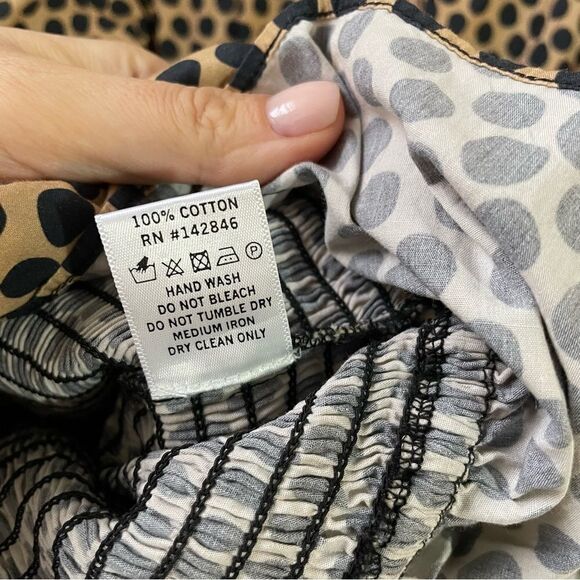 100% COTTON
RN #142846
P
HAND WASH
DO NOT BLEACH
DO NOT TUMBLE DRY
MEDIUM IRON
DRY CLEAN ONLY